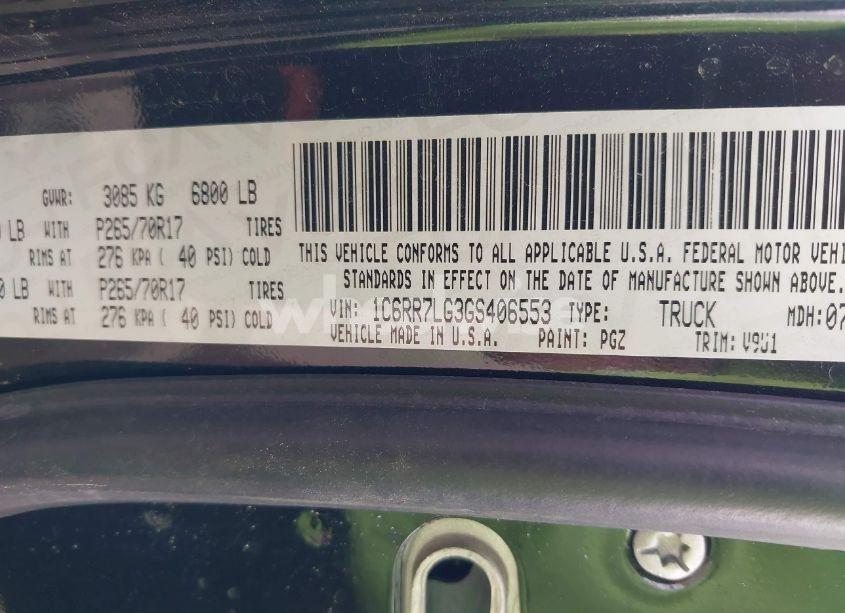 GVWR: 3085 KG 6800 LB
LB WITH P265/70R17 TIRES
RIMS AT 276 KPA ( 40 PSI) COLD
0 LB WITH P265/70R17 TIRES
RIMS AT 276 KPA ( 40 PSI) COLD
THIS VEHICLE CONFORMS TO ALL APPLICABLE U.S.A. FEDERAL MOTOR VEHI
STANDARDS IN EFFECT ON THE DATE OF MANUFACTURE SHOWN ABOVE.
VIN: 1C6RR7LG3GS406553 TYPE: TRUCK MDH:07
VEHICLE MADE IN U.S.A. PAINT: PGZ TRIM: V9U1